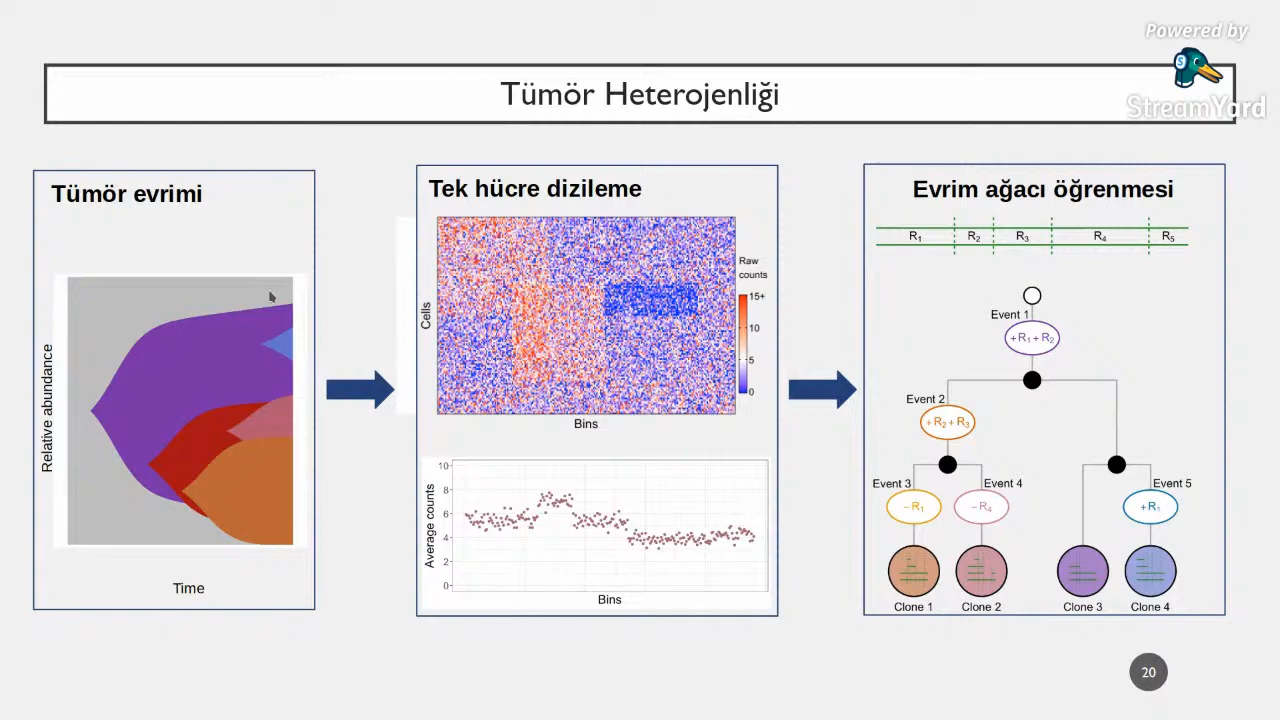 Powered by
StreamYard
Tümör Heterojenliği
Tümör evrimi
Relative abundance
Time
Tek hücre dizileme
Cells
Raw
counts
15+
10
5
0
Bins
Average counts
10
8
6
4
2
0
Bins
Evrim ağacı öğrenmesi
R1 R2 R3 R4 R5
Event 1
+R1+R2
Event 2
+R2+R3
Event 3
Event 4
Event 5
−R1
−R4
+R1
Clone 1
Clone 2
Clone 3
Clone 4
20